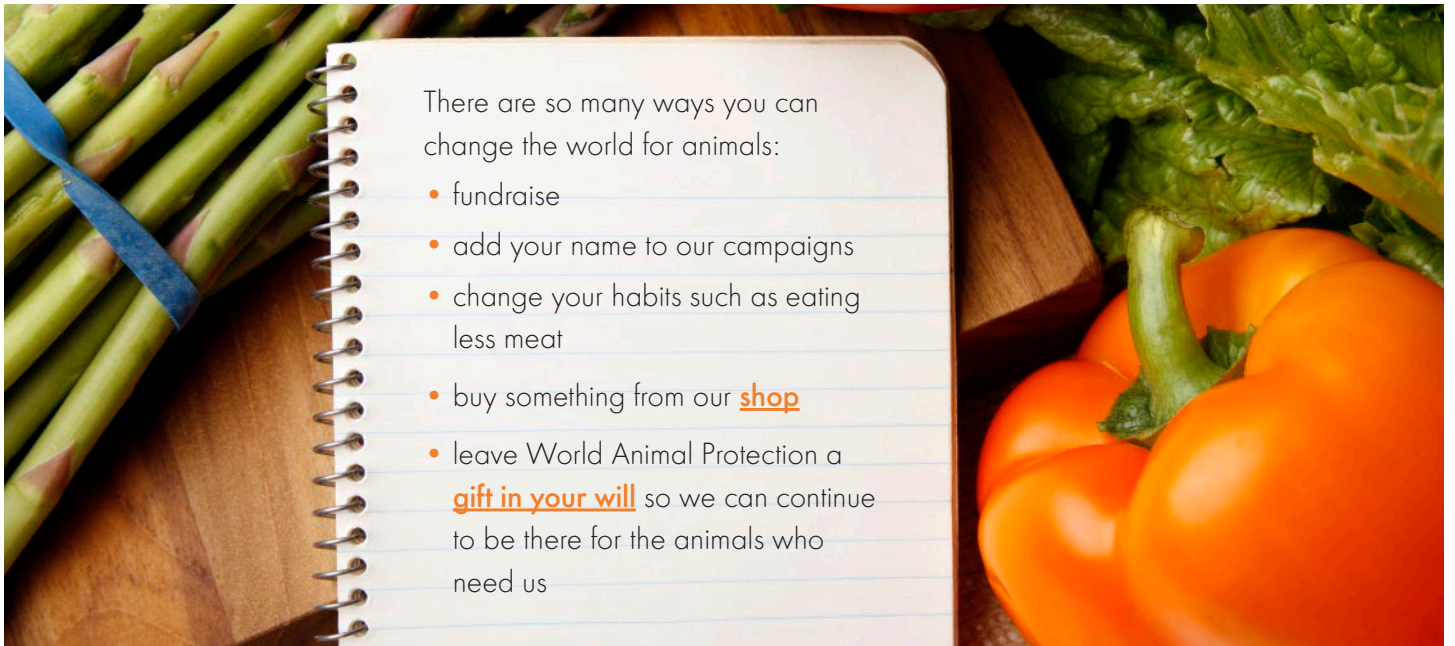 There are so many ways you can
change the world for animals:
• fundraise
• add your name to our campaigns
• change your habits such as eating
less meat
• buy something from our shop
• leave World Animal Protection a
gift in your will so we can continue
to be there for the animals who
need us